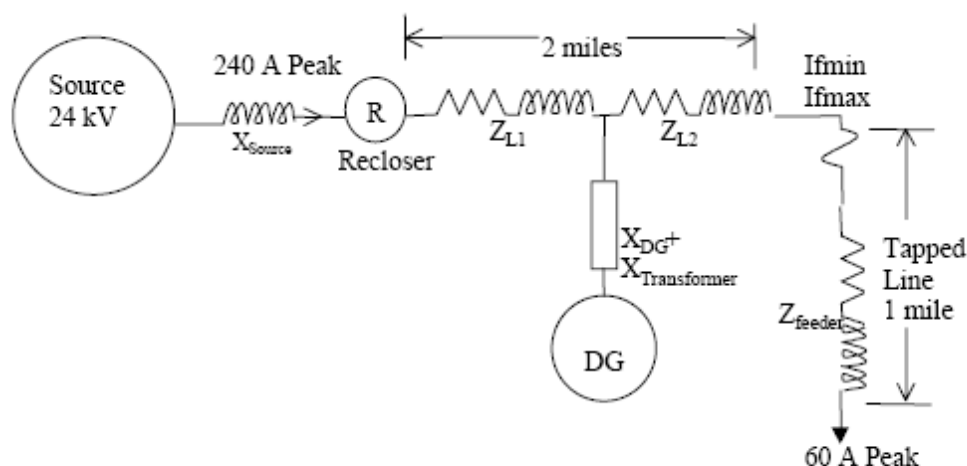 Source
24 kV
240 A Peak
X_Source
R
Recloser
2 miles
Z_L1
Z_L2
Ifmin
Ifmax
X_DG+
X_Transformer
DG
Z_feeder
Tapped
Line
1 mile
60 A Peak